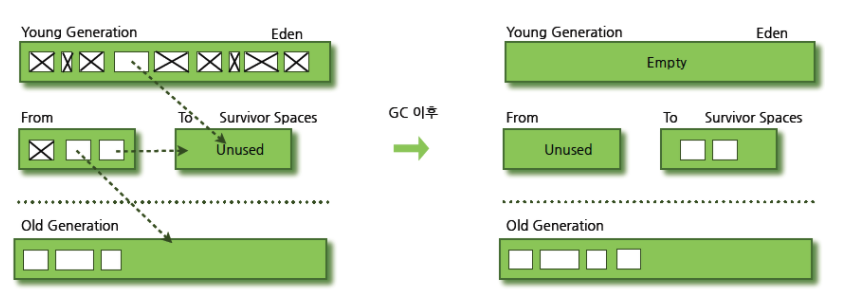 Young Generation Eden
From To Survivor Spaces
Unused
Old Generation
GC 이후
Young Generation Eden
Empty
From To Survivor Spaces
Unused
Old Generation